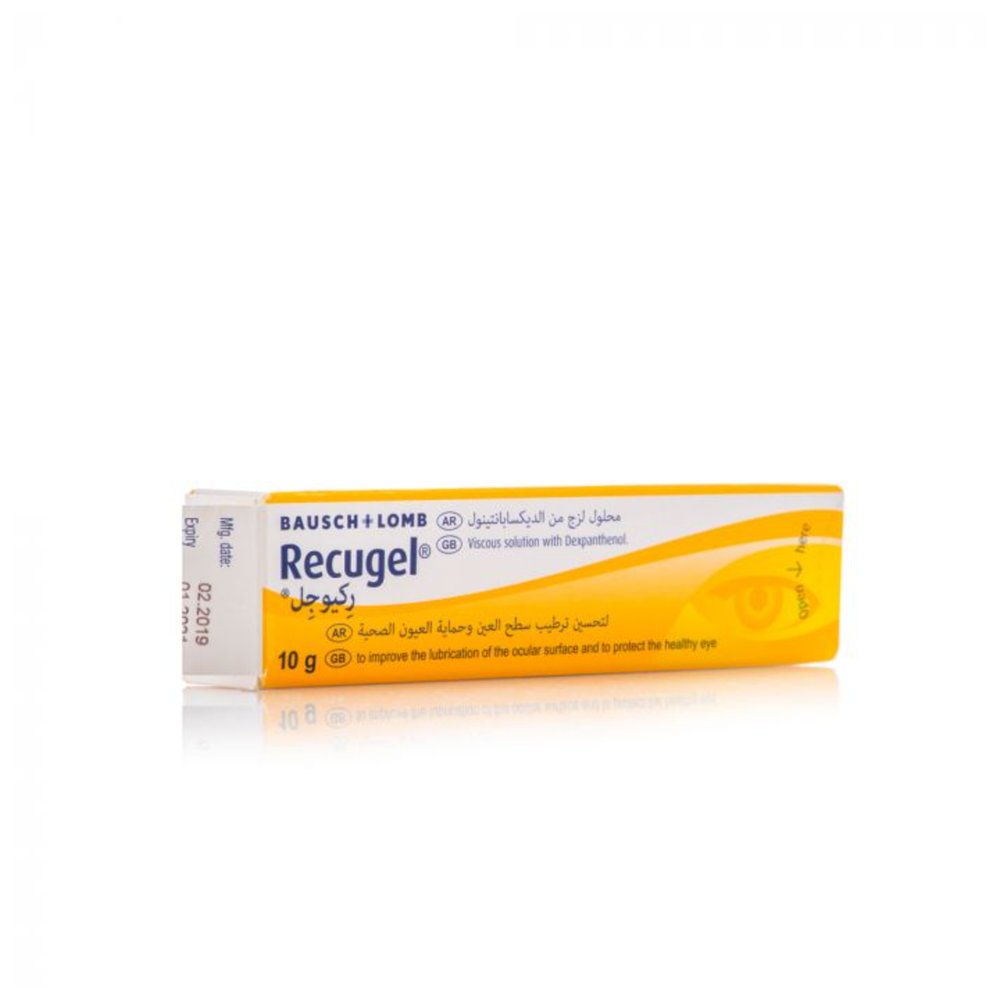 BAUSCH+LOMB
AR محلول لزج من الديكسابانتينول
GB Viscous solution with Dexpanthenol.
Recugel®
ركيوجِل®
AR لتحسين ترطيب سطح العين وحماية العيون الصحية
10 g GB to improve the lubrication of the ocular surface and to protect the healthy eye
open ↓ here
Mfg. date: 02.2019
Expiry